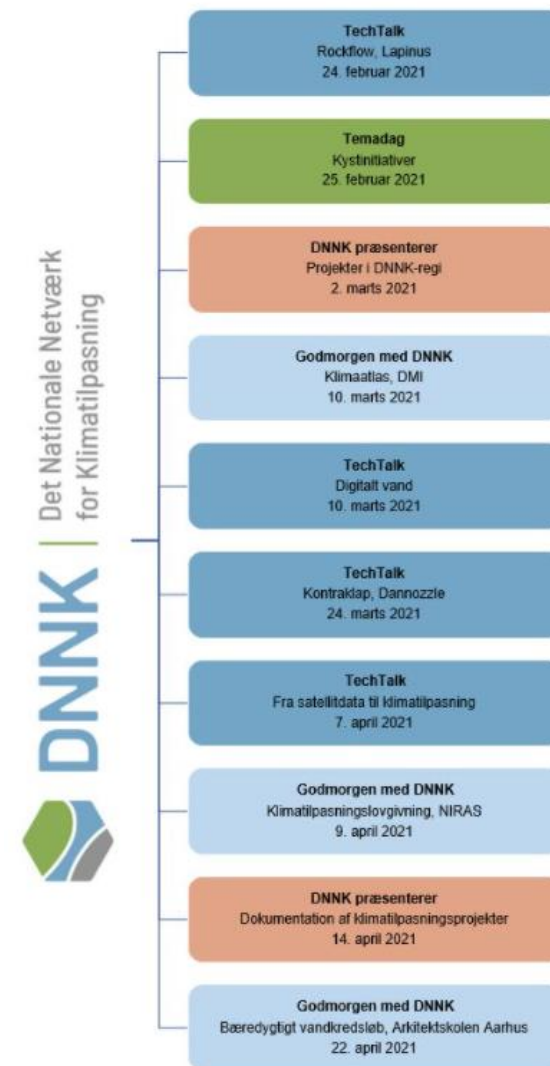 DNNK
Det Nationale Netværk
for Klimatilpasning
TechTalk
Rockflow, Lapinus
24. februar 2021
Temadag
Kystinitiativer
25. februar 2021
DNNK præsenterer
Projekter i DNNK-regi
2. marts 2021
Godmorgen med DNNK
Klimaatlas, DMI
10. marts 2021
TechTalk
Digitalt vand
10. marts 2021
TechTalk
Kontraklap, Dannozzle
24. marts 2021
TechTalk
Fra satellitdata til klimatilpasning
7. april 2021
Godmorgen med DNNK
Klimatilpasningslovgivning, NIRAS
9. april 2021
DNNK præsenterer
Dokumentation af klimatilpasningsprojekter
14. april 2021
Godmorgen med DNNK
Bæredygtigt vandkredsløb, Arkitektskolen Aarhus
22. april 2021